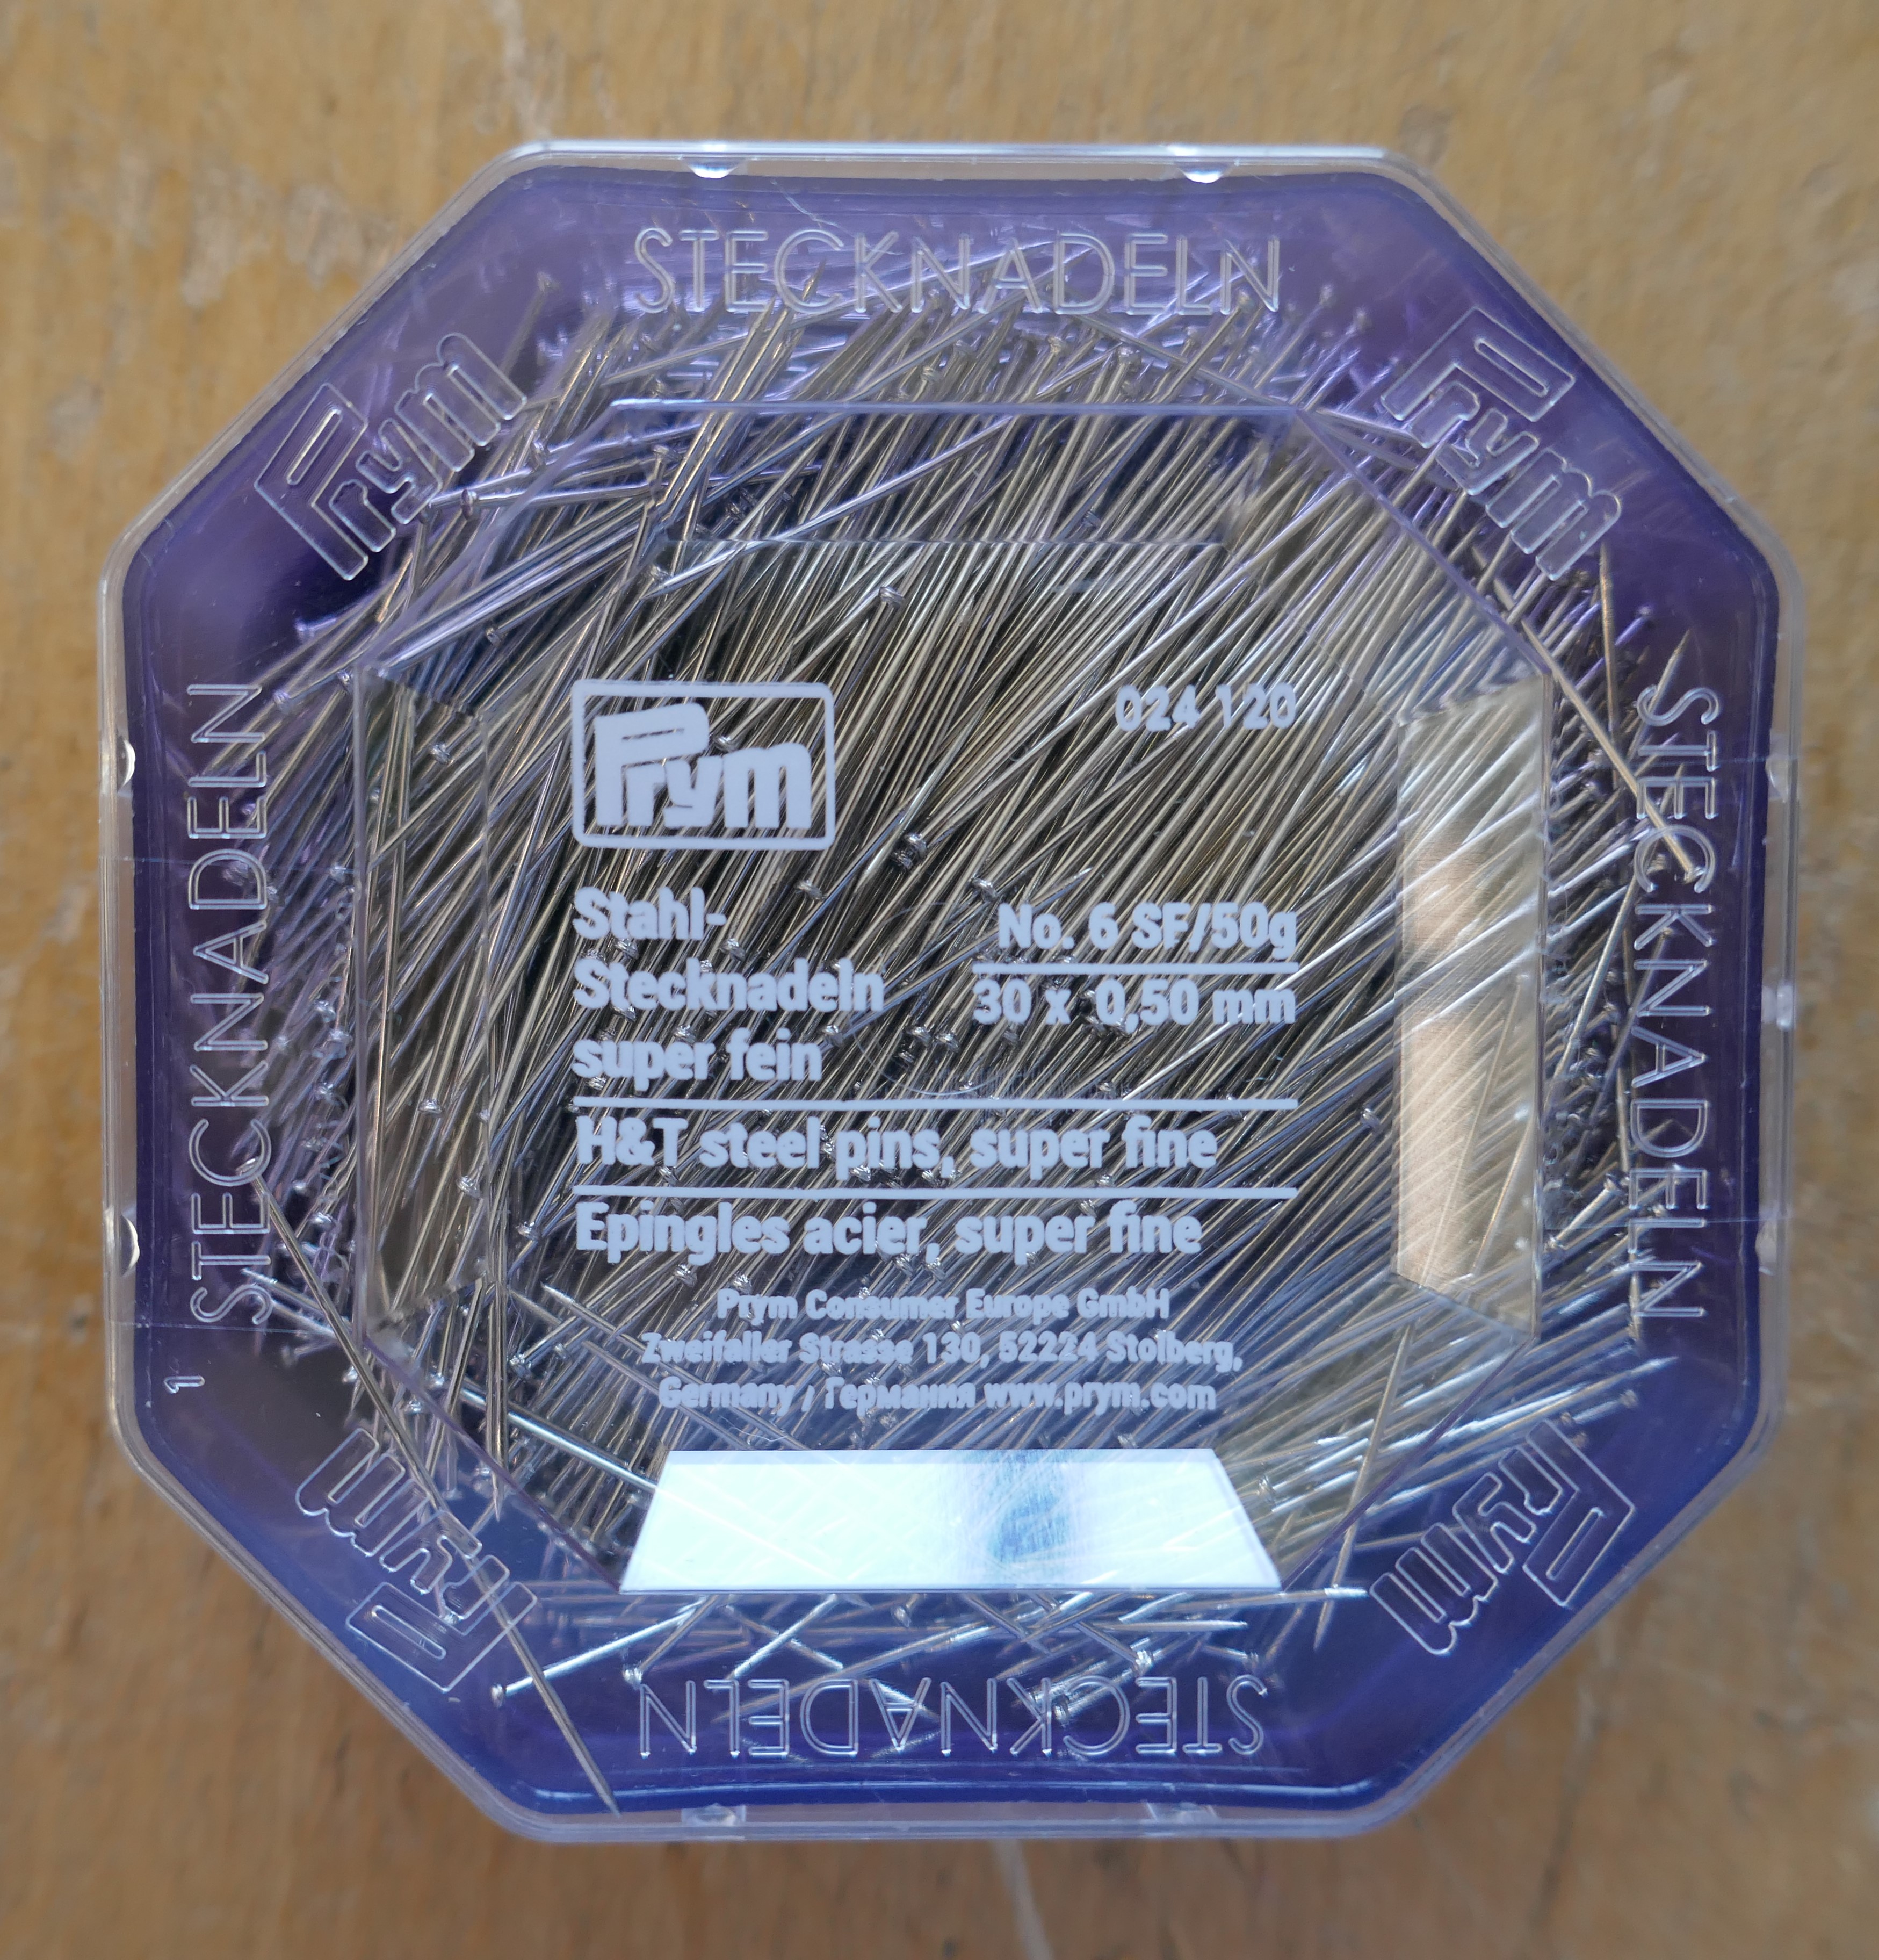 STECKNADELN
Prym
Prym
STECKNADELN
STECKNADELN
Prym
024 120
Stahl-
Stecknadeln
super fein
No. 6 SF/50g
30 x 0,50 mm
H&T steel pins, super fine
Epingles acier, super fine
Prym Consumer Europe GmbH
Zweifaller Strasse 130, 52224 Stolberg,
Germany / Германия www.prym.com
1
Prym
Prym
STECKNADELN